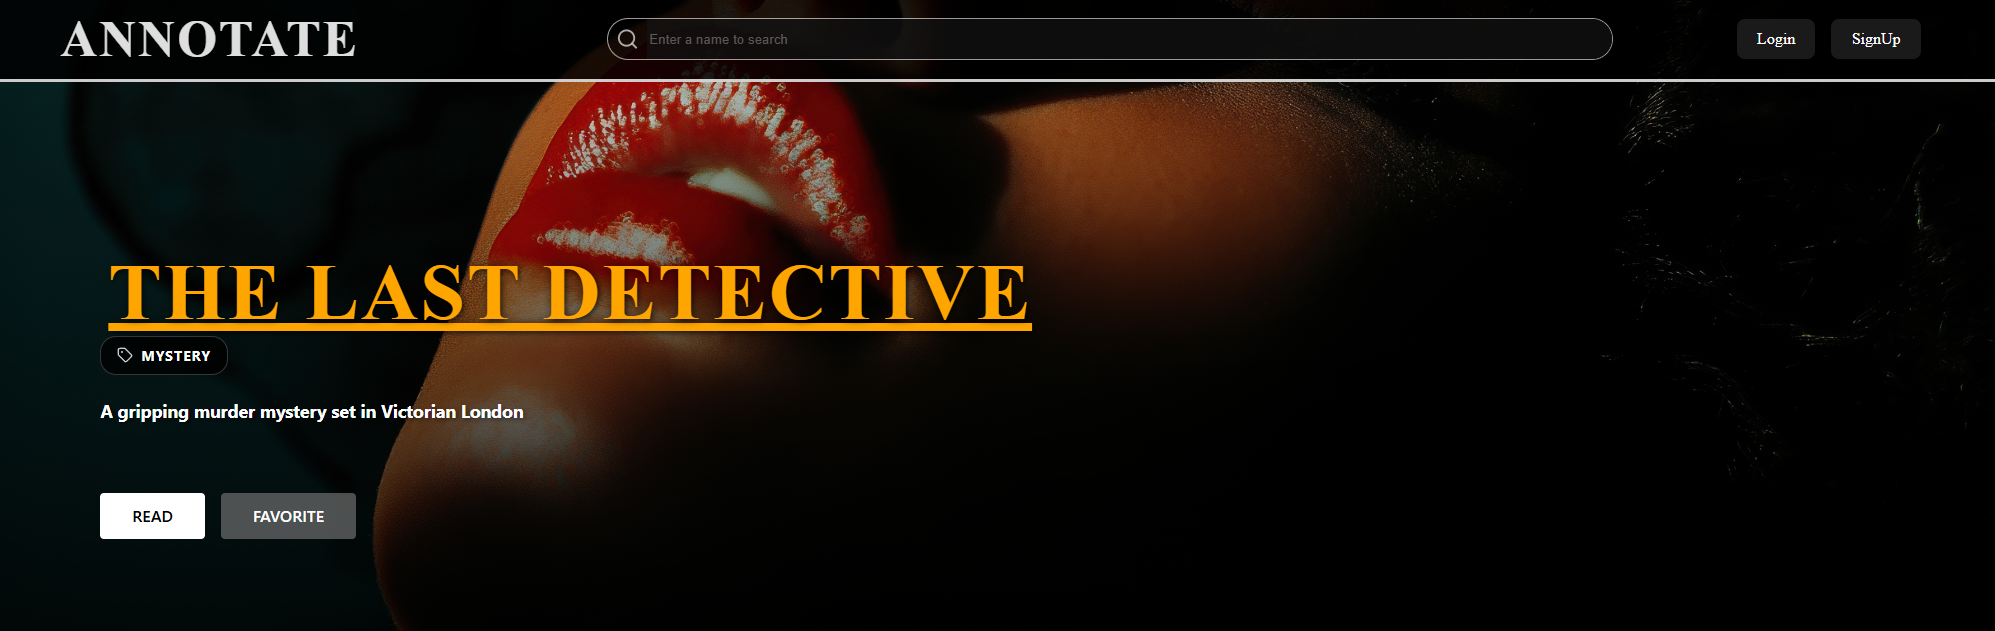 ANNOTATE
Enter a name to search
Login
SignUp
THE LAST DETECTIVE
MYSTERY
A gripping murder mystery set in Victorian London
READ
FAVORITE